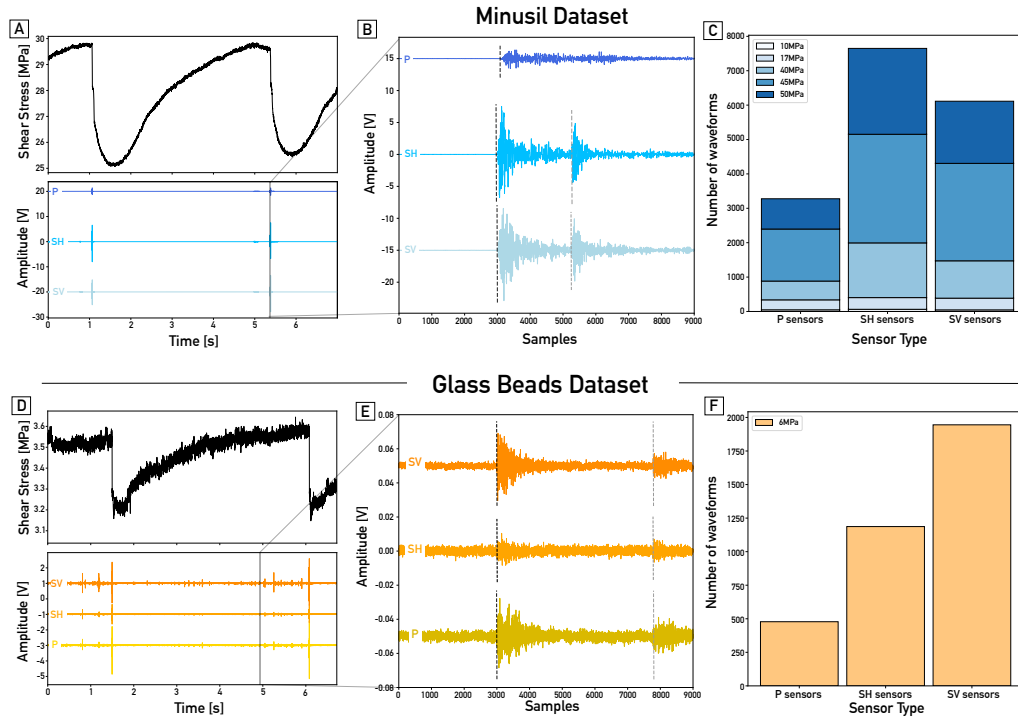 Minusil Dataset
A
Shear Stress [MPa]
30
29
28
27
26
25
P
SH
SV
Amplitude [V]
20
10
0
-10
-20
-30
0 1 2 3 4 5 6
Time [s]
B
P
SH
SV
Amplitude [V]
15
10
5
0
-5
-10
-15
-20
0 1000 2000 3000 4000 5000 6000 7000 8000 9000
Samples
C
10MPa
17MPa
40MPa
45MPa
50MPa
Number of waveforms
8000
7000
6000
5000
4000
3000
2000
1000
0
P sensors SH sensors SV sensors
Sensor Type
Glass Beads Dataset
D
Shear Stress [MPa]
3.6
3.5
3.4
3.3
3.2
3.1
SV
SH
P
Amplitude [V]
2
1
0
-1
-2
-3
-4
-5
0 1 2 3 4 5 6
Time [s]
E
SV
SH
P
Amplitude [V]
0.08
0.06
0.04
0.02
0.00
-0.02
-0.04
-0.06
-0.08
0 1000 2000 3000 4000 5000 6000 7000 8000 9000
Samples
F
6MPa
Number of waveforms
2000
1750
1500
1250
1000
750
500
250
0
P sensors SH sensors SV sensors
Sensor Type